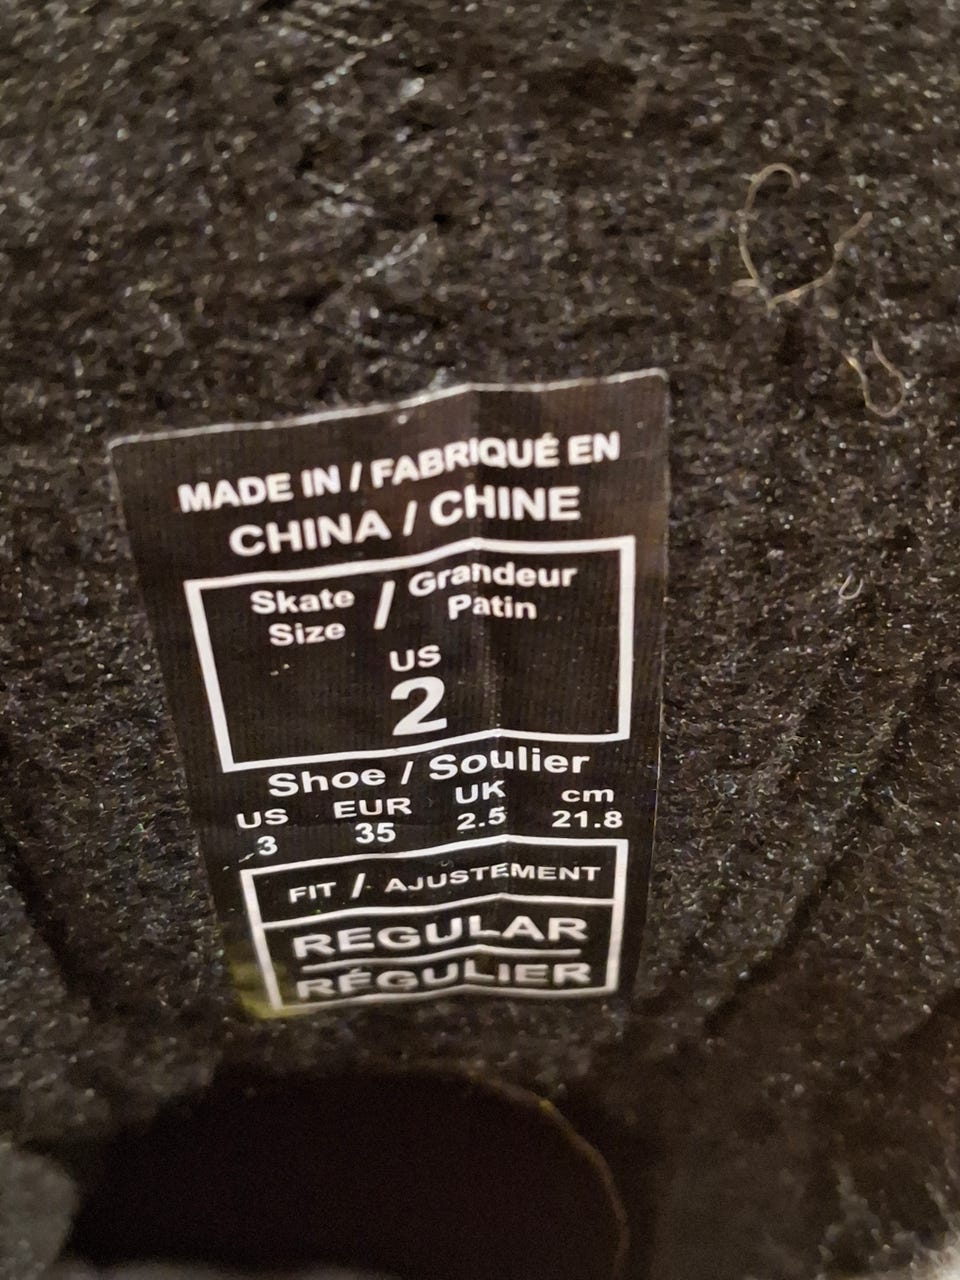 MADE IN / FABRIQUÉ EN
CHINA / CHINE
Skate Size / Grandeur Patin
US
2
Shoe / Soulier
US EUR UK cm
3 35 2.5 21.8
FIT / AJUSTEMENT
REGULAR
RÉGULIER